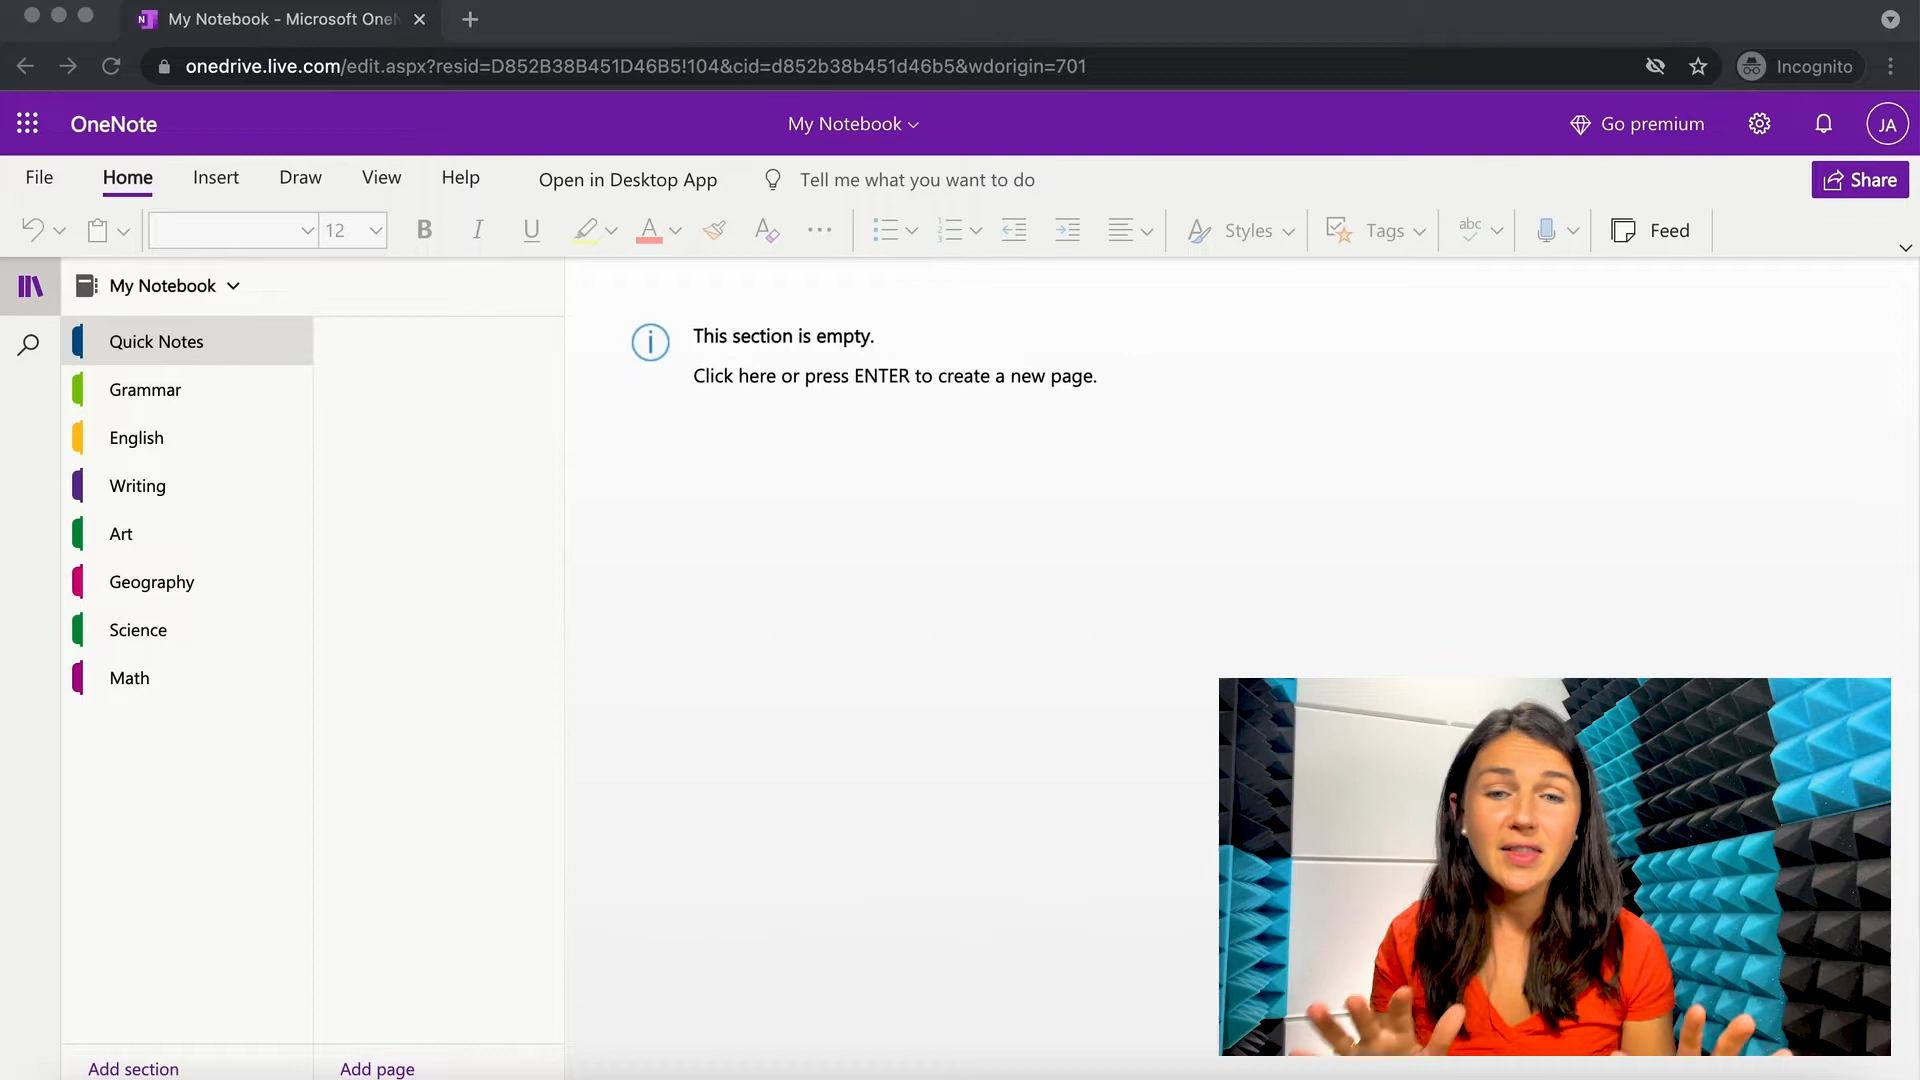 My Notebook - Microsoft OneN
onedrive.live.com/edit.aspx?resid=D852B38B451D46B5!104&cid=d852b38b451d46b5&wdorigin=701
Incognito
OneNote
My Notebook
Go premium
JA
File Home Insert Draw View Help Open in Desktop App Tell me what you want to do
Share
12 B I U A A Styles Tags abc Feed
My Notebook
Quick Notes
Grammar
English
Writing
Art
Geography
Science
Math
This section is empty.
Click here or press ENTER to create a new page.
Add section
Add page